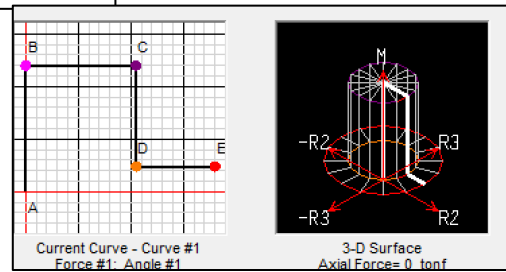 B
C
D
E
A
Current Curve - Curve #1
Force #1; Angle #1
M
-R2
R3
-R3
R2
3-D Surface
Axial Force= 0 tonf